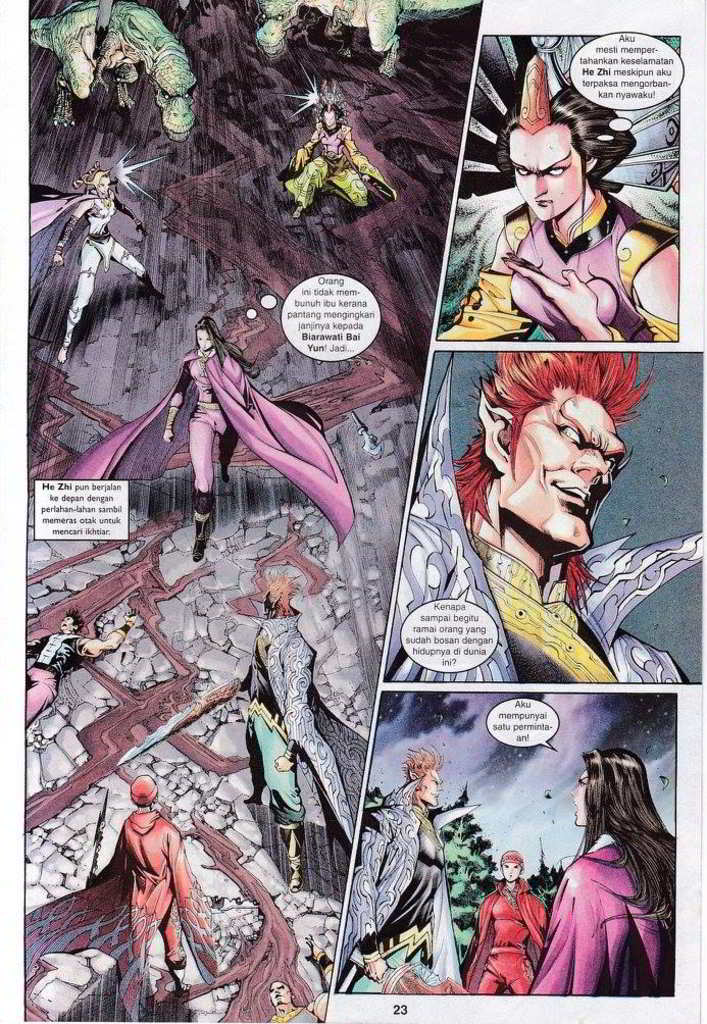 Orang
ini tidak mem-
bunuh ibu kerana
pantang mengingkari
janjinya kepada
Biarawati Bai
Yun! Jadi...
He Zhi pun berjalan
ke depan dengan
perlahan-lahan sambil
memeras otak untuk
mencari ikhtiar.
Aku
mesti memper-
tahankan keselamatan
He Zhi meskipun aku
terpaksa mengorban-
kan nyawaku!
Kenapa
sampai begitu
ramai orang yang
sudah bosan dengan
hidupnya di dunia
ini?
Aku
mempunyai
satu perminta-
an!
23